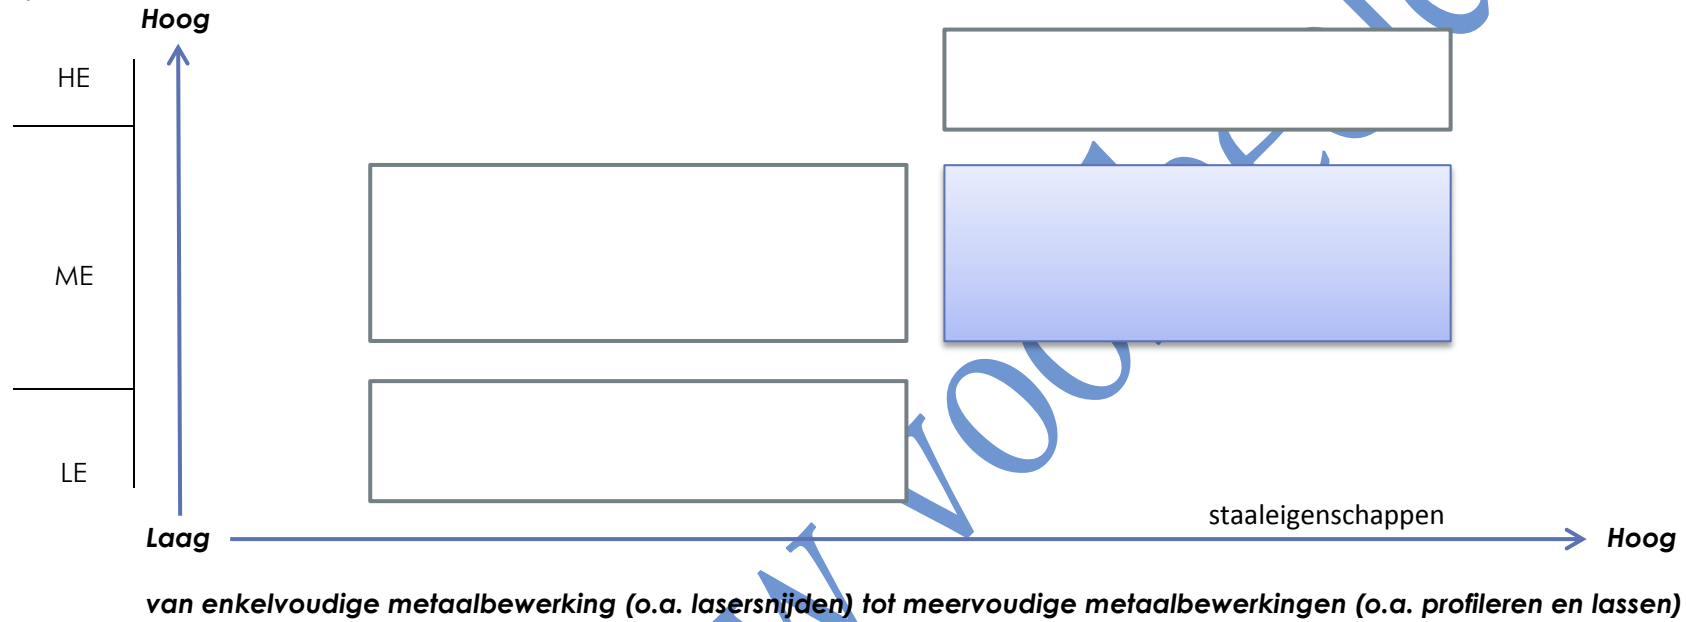 Hoog
HE
ME
LE
staaleigenschappen
Laag
Hoog
van enkelvoudige metaalbewerking (o.a. lasersnijden) tot meervoudige metaalbewerkingen (o.a. profileren en lassen)